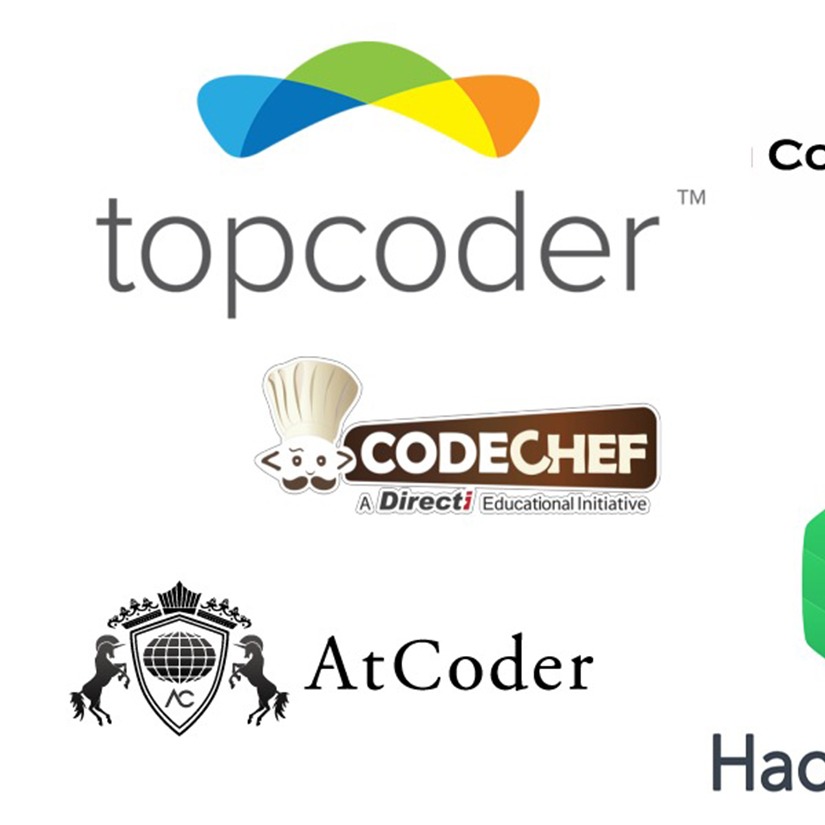 topcoder™
Co
CODECHEF
A Directi Educational Initiative
AC
AtCoder
Hac